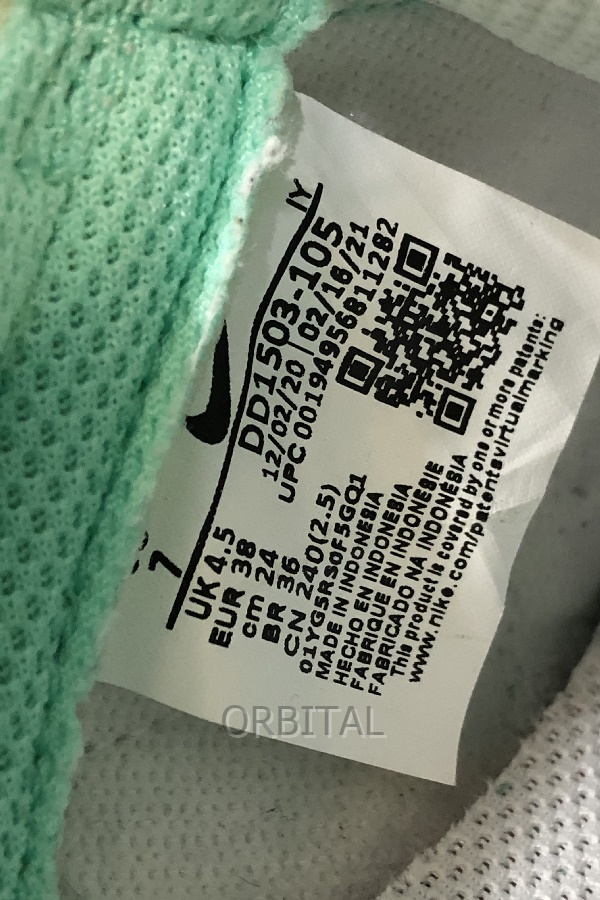 IY
DD1503-105
12/02/20 02/16/21
UPC 00194956811282
7
UK 4.5
EUR 38
cm 24
BR 36
CN 240(2.5)
MADE IN INDONESIA
HECHO EN INDONESIA
FABRIQUE EN INDONESIE
FABRICADO NA INDONÉSIA
This product is covered by one or more patents:
www.nike.com/patentsvirtualmarking
ORBITAL